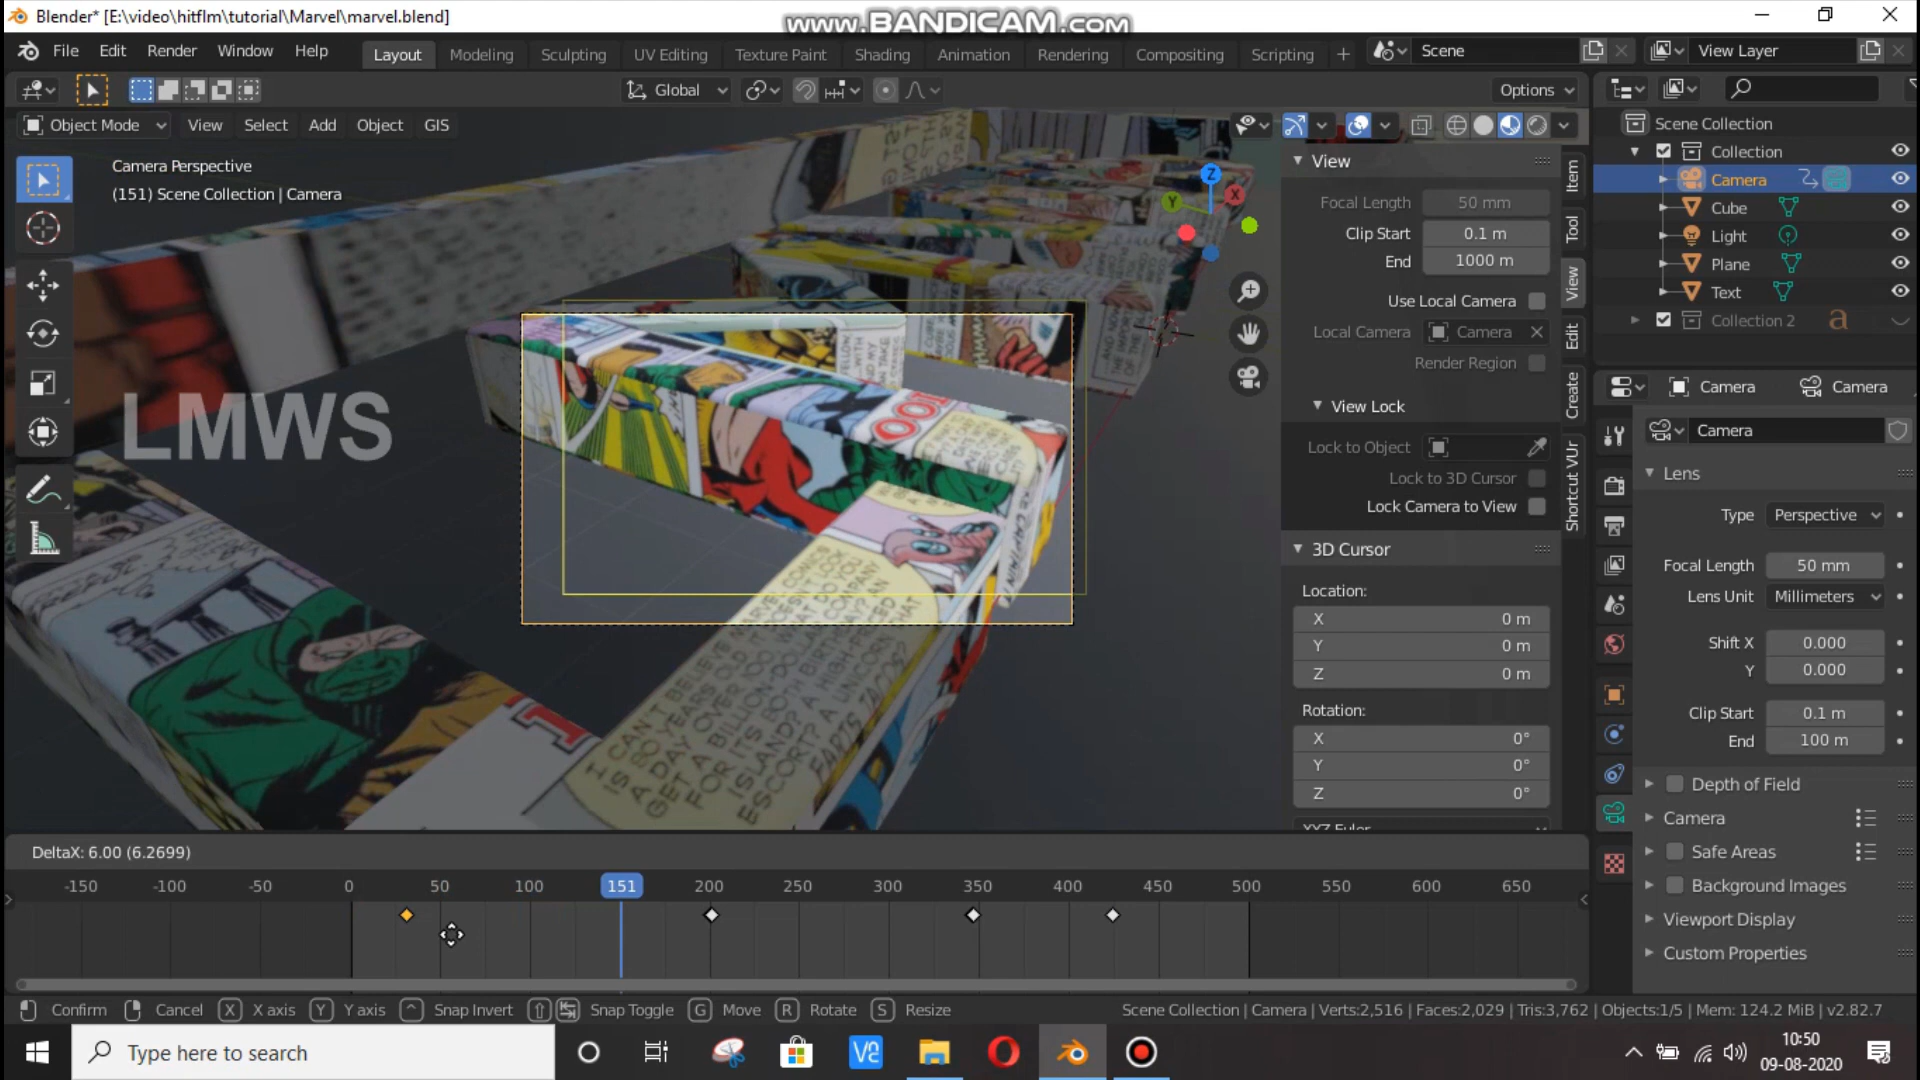 Blender* [E:\video\hitflm\tutorial\Marvel\marvel.blend]
www.BANDICAM.com
File Edit Render Window Help
Layout Modeling Sculpting UV Editing Texture Paint Shading Animation Rendering Compositing Scripting +
Scene
View Layer
Global
Options
Object Mode View Select Add Object GIS
Camera Perspective
(151) Scene Collection | Camera
LMWS
Z
X
Y
View
Focal Length 50 mm
Clip Start 0.1 m
End 1000 m
Use Local Camera
Local Camera Camera
Render Region
View Lock
Lock to Object
Lock to 3D Cursor
Lock Camera to View
3D Cursor
Location:
X 0 m
Y 0 m
Z 0 m
Rotation:
X 0°
Y 0°
Z 0°
XYZ Euler
Item
Tool
View
Edit
Create
Shortcut VUr
Scene Collection
Collection
Camera
Cube
Light
Plane
Text
Collection 2
Camera Camera
Camera
Lens
Type Perspective
Focal Length 50 mm
Lens Unit Millimeters
Shift X 0.000
Y 0.000
Clip Start 0.1 m
End 100 m
Depth of Field
Camera
Safe Areas
Background Images
Viewport Display
Custom Properties
DeltaX: 6.00 (6.2699)
-150 -100 -50 0 50 100 151 200 250 300 350 400 450 500 550 600 650
Confirm Cancel X X axis Y Y axis ^ Snap Invert Snap Toggle G Move R Rotate S Resize
Scene Collection | Camera | Verts:2,516 | Faces:2,029 | Tris:3,762 | Objects:1/5 | Mem: 124.2 MiB | v2.82.7
Type here to search
10:50
09-08-2020